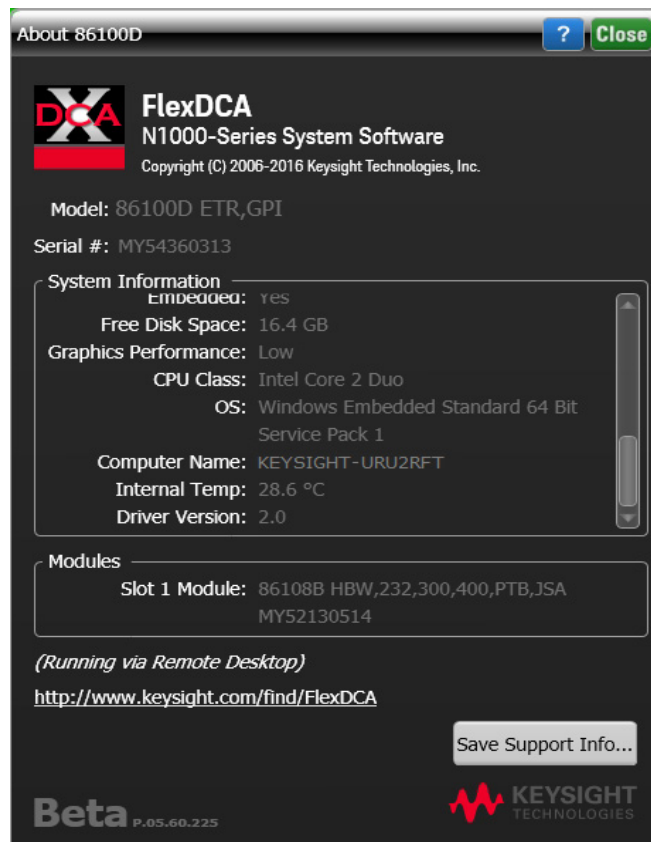 About 86100D
? Close
DCA X
FlexDCA
N1000-Series System Software
Copyright (C) 2006-2016 Keysight Technologies, Inc.
Model: 86100D ETR,GPI
Serial #: MY54360313
System Information
Embedded: Yes
Free Disk Space: 16.4 GB
Graphics Performance: Low
CPU Class: Intel Core 2 Duo
OS: Windows Embedded Standard 64 Bit
Service Pack 1
Computer Name: KEYSIGHT-URU2RFT
Internal Temp: 28.6 °C
Driver Version: 2.0
Modules
Slot 1 Module: 86108B HBW,232,300,400,PTB,JSA
MY52130514
(Running via Remote Desktop)
http://www.keysight.com/find/FlexDCA
Save Support Info...
Beta P.05.60.225
KEYSIGHT
TECHNOLOGIES